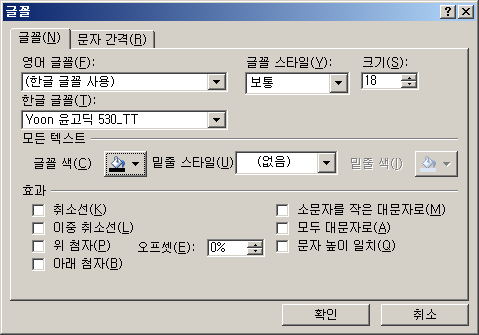 글꼴
글꼴(N) 문자 간격(R)
영어 글꼴(F): 글꼴 스타일(Y): 크기(S):
(한글 글꼴 사용) 보통 18
한글 글꼴(T):
Yoon 윤고딕 530_TT
모든 텍스트
글꼴 색(C) 밑줄 스타일(U) (없음) 밑줄 색(I)
효과
취소선(K) 소문자를 작은 대문자로(M)
이중 취소선(L) 모두 대문자로(A)
위 첨자(P) 오프셋(E): 0% 문자 높이 일치(Q)
아래 첨자(B)
확인 취소